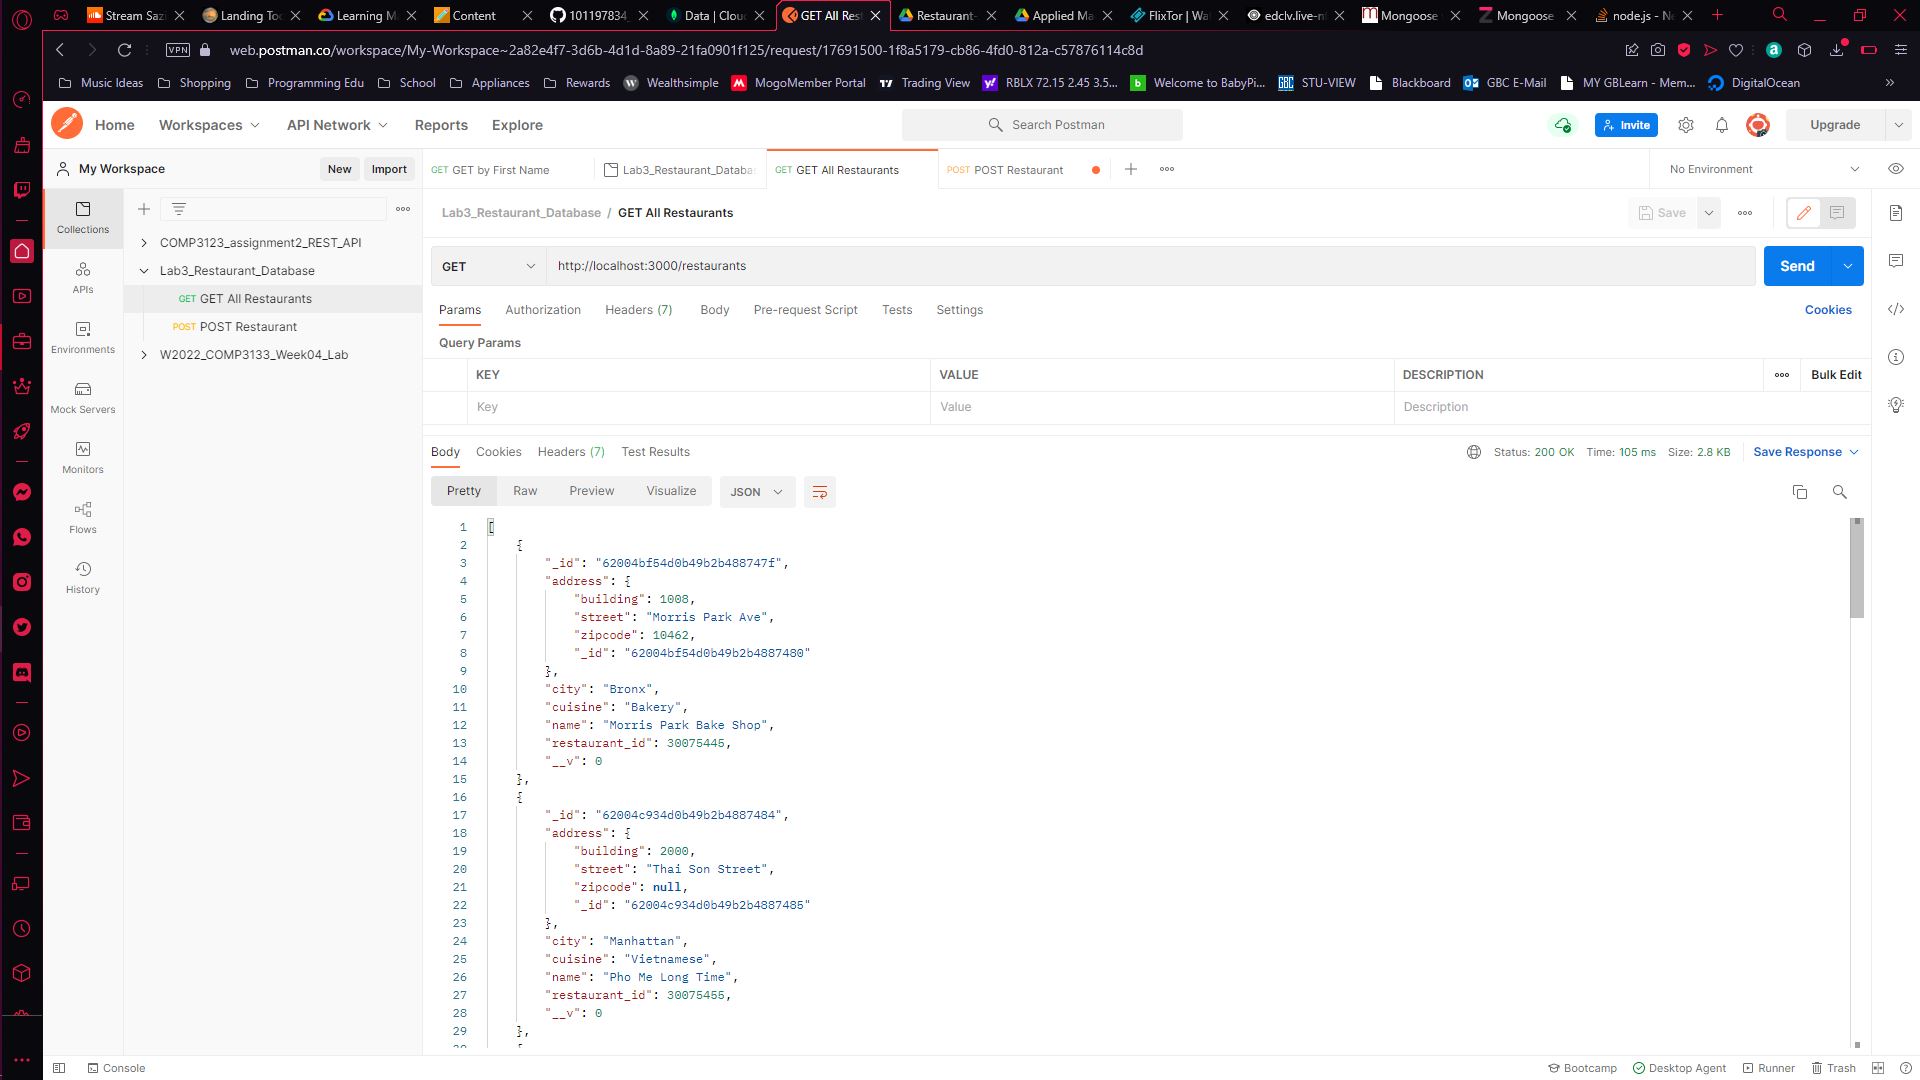 Stream Sazi
Landing Too
Learning Ma
Content
101197834_
Data | Clou
GET All Res
Restaurant-
Applied Ma
FlixTor | Wa
edclv.live-n
Mongoose
Mongoose
node.js - Ne
VPN
web.postman.co/workspace/My-Workspace~2a82e4f7-3d6b-4d1d-8a89-21fa0901f125/request/17691500-1f8a5179-cb86-4fd0-812a-c57876114c8d
Music Ideas
Shopping
Programming Edu
School
Appliances
Rewards
Wealthsimple
MogoMember Portal
Trading View
RBLX 72.15 2.45 3.5...
Welcome to BabyPi...
STU-VIEW
Blackboard
GBC E-Mail
MY GBLearn - Mem...
DigitalOcean
Home
Workspaces
API Network
Reports
Explore
Search Postman
Invite
Upgrade
My Workspace
New
Import
GET GET by First Name
Lab3_Restaurant_Databa
GET GET All Restaurants
POST POST Restaurant
No Environment
Collections
APIs
Environments
Mock Servers
Monitors
Flows
History
COMP3123_assignment2_REST_API
Lab3_Restaurant_Database
GET GET All Restaurants
POST POST Restaurant
W2022_COMP3133_Week04_Lab
Lab3_Restaurant_Database / GET All Restaurants
Save
GET
http://localhost:3000/restaurants
Send
Params
Authorization
Headers (7)
Body
Pre-request Script
Tests
Settings
Cookies
Query Params
KEY
VALUE
DESCRIPTION
Bulk Edit
Key
Value
Description
Body
Cookies
Headers (7)
Test Results
Status: 200 OK
Time: 105 ms
Size: 2.8 KB
Save Response
Pretty
Raw
Preview
Visualize
JSON
1 [
2 {
3 "_id": "62004bf54d0b49b2b488747f",
4 "address": {
5 "building": 1008,
6 "street": "Morris Park Ave",
7 "zipcode": 10462,
8 "_id": "62004bf54d0b49b2b4887480"
9 },
10 "city": "Bronx",
11 "cuisine": "Bakery",
12 "name": "Morris Park Bake Shop",
13 "restaurant_id": 30075445,
14 "__v": 0
15 },
16 {
17 "_id": "62004c934d0b49b2b4887484",
18 "address": {
19 "building": 2000,
20 "street": "Thai Son Street",
21 "zipcode": null,
22 "_id": "62004c934d0b49b2b4887485"
23 },
24 "city": "Manhattan",
25 "cuisine": "Vietnamese",
26 "name": "Pho Me Long Time",
27 "restaurant_id": 30075455,
28 "__v": 0
29 },
Console
Bootcamp
Desktop Agent
Runner
Trash